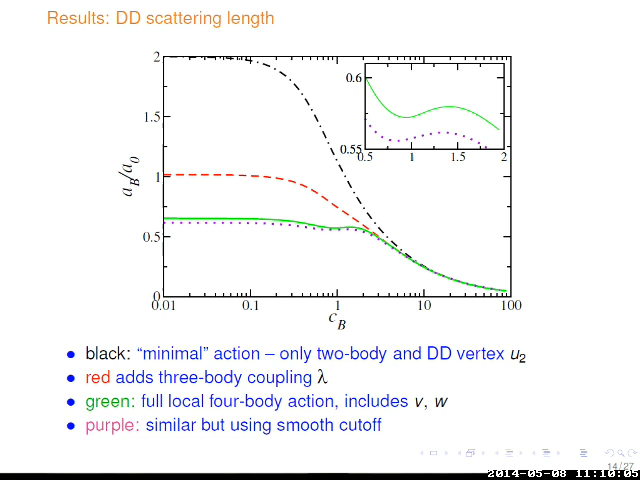 Results: DD scattering length
2
1.5
1
0.5
0
a_B/a_0
0.6
0.55
0.5 1 1.5 2
0.01 0.1 1 10 100
c_B
• black: “minimal” action – only two-body and DD vertex u_2
• red adds three-body coupling λ
• green: full local four-body action, includes v, w
• purple: similar but using smooth cutoff
14/27
2014-05-08 11:10:05